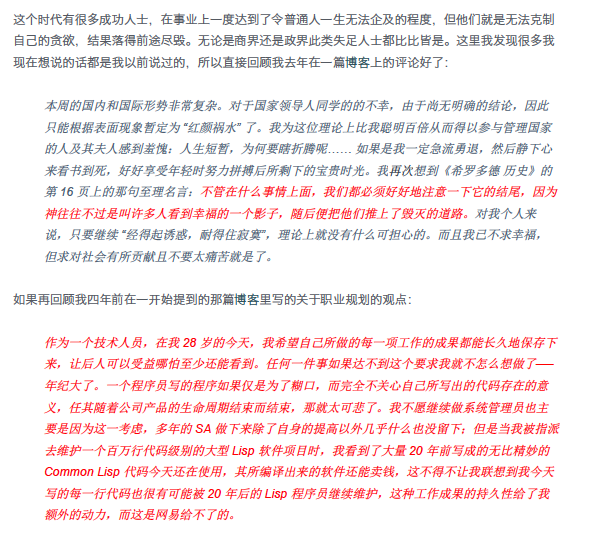 这个时代有很多成功人士，在事业上一度达到了令普通人一生无法企及的程度，但他们就是无法克制
自己的贪欲，结果落得前途尽毁。无论是商界还是政界此类失足人士都比比皆是。这里我发现很多我
现在想说的话都是我以前说过的，所以直接回顾我去年在一篇博客上的评论好了：
本周的国内和国际形势非常复杂。对于国家领导人同学的的不幸，由于尚无明确的结论，因此
只能根据表面现象暂定为 “红颜祸水” 了。我为这位理论上比我聪明百倍从而得以参与管理国家
的人及其夫人感到羞愧：人生短暂，为何要瞎折腾呢…… 如果是我一定急流勇退，然后静下心
来看书到死，好好享受年轻时努力拼搏后所剩下的宝贵时光。我再次想到《希罗多德 历史》的
第 16 页上的那句至理名言：不管在什么事情上面，我们都必须好好地注意一下它的结尾，因为
神往往不过是叫许多人看到幸福的一个影子，随后便把他们推上了毁灭的道路。对我个人来
说，只要继续 “经得起诱惑，耐得住寂寞”，理论上就没有什么可担心的。而且我已不求幸福，
但求对社会有所贡献且不要太痛苦就是了。
如果再回顾我四年前在一开始提到的那篇博客里写的关于职业规划的观点：
作为一个技术人员，在我 28 岁的今天，我希望自己所做的每一项工作的成果都能长久地保存下
来，让后人可以受益哪怕至少还能看到。任何一件事如果达不到这个要求我就不怎么想做了——
年纪大了。一个程序员写的程序如果仅是为了糊口，而完全不关心自己所写出的代码存在的意
义，任其随着公司产品的生命周期结束而结束，那就太可悲了。我不愿继续做系统管理员也主
要是因为这一考虑，多年的 SA 做下来除了自身的提高以外几乎什么也没留下；但是当我被指派
去维护一个百万行代码级别的大型 Lisp 软件项目时，我看到了大量 20 年前写成的无比精妙的
Common Lisp 代码今天还在使用，其所编译出来的软件还能卖钱，这不得不让我联想到我今天
写的每一行代码也很有可能被 20 年后的 Lisp 程序员继续维护，这种工作成果的持久性给了我
额外的动力，而这是网易给不了的。